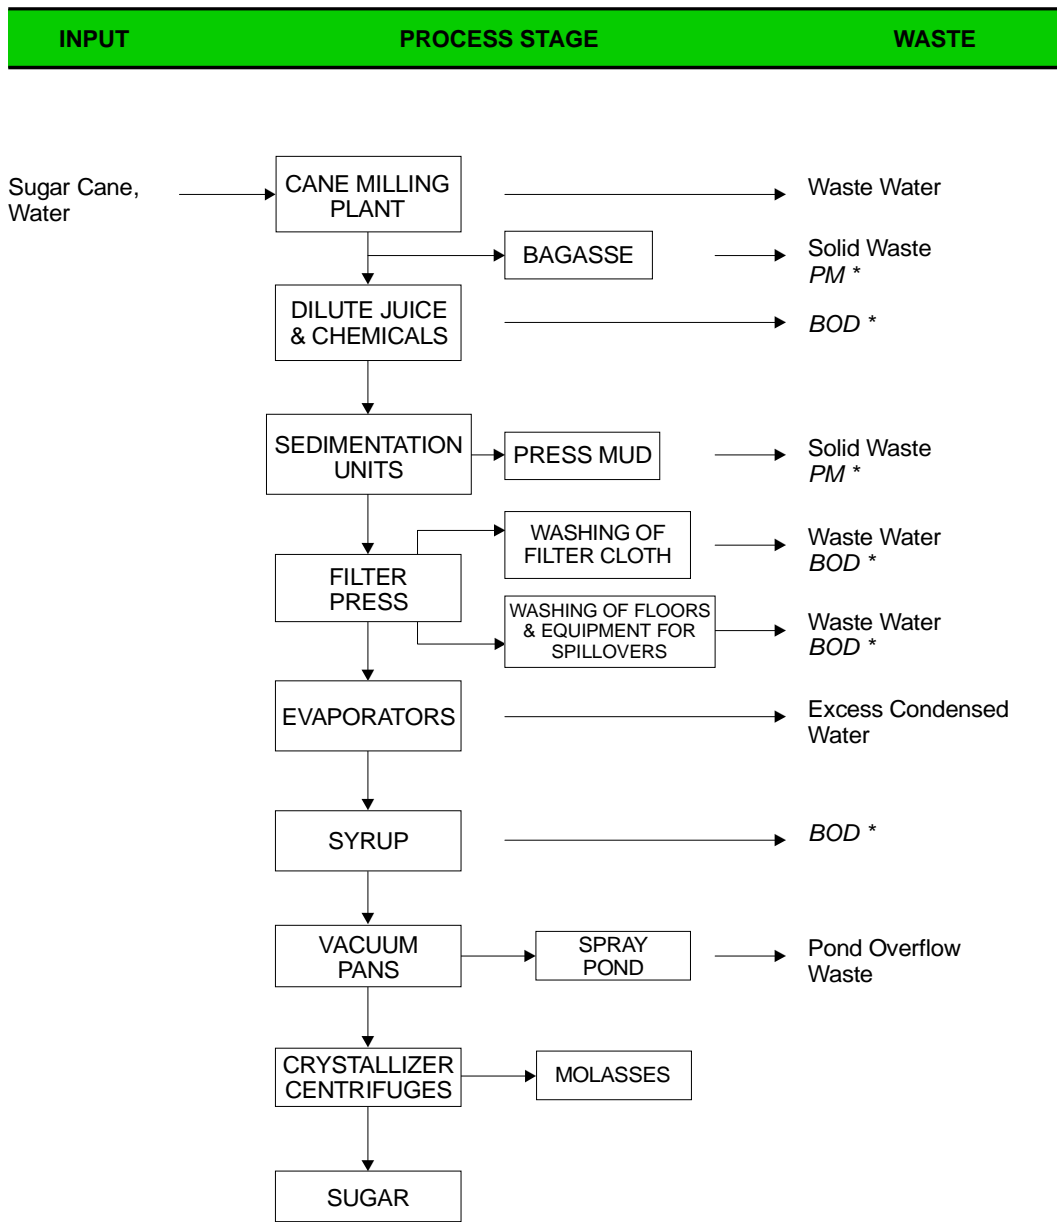 INPUT PROCESS STAGE WASTE
Sugar Cane,
Water
CANE MILLING
PLANT
Waste Water
BAGASSE
Solid Waste
PM *
DILUTE JUICE
& CHEMICALS
BOD *
SEDIMENTATION
UNITS
PRESS MUD
Solid Waste
PM *
WASHING OF
FILTER CLOTH
Waste Water
BOD *
FILTER
PRESS
WASHING OF FLOORS
& EQUIPMENT FOR
SPILLOVERS
Waste Water
BOD *
EVAPORATORS
Excess Condensed
Water
SYRUP
BOD *
VACUUM
PANS
SPRAY
POND
Pond Overflow
Waste
CRYSTALLIZER
CENTRIFUGES
MOLASSES
SUGAR